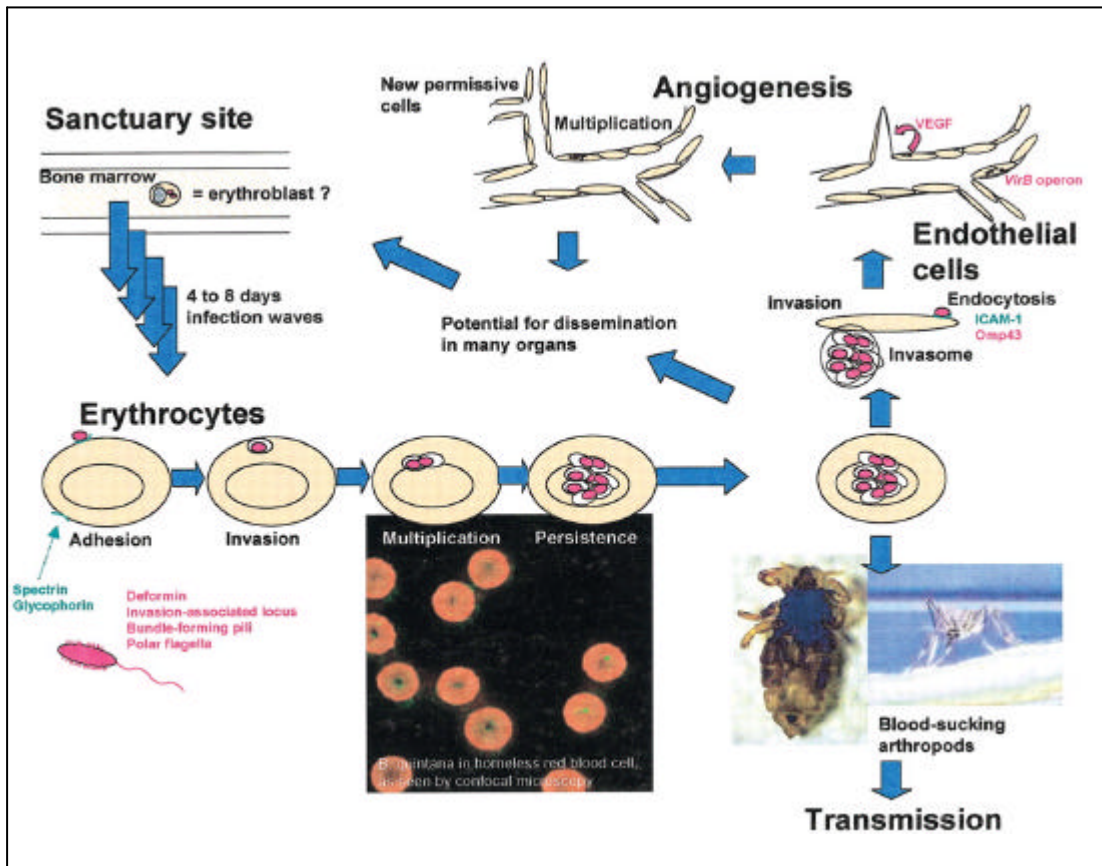 New permissive
cells
Angiogenesis
Multiplication
VEGF
VirB operon
Sanctuary site
Bone marrow
= erythroblast ?
4 to 8 days
infection waves
Potential for dissemination
in many organs
Endothelial
cells
Invasion
Endocytosis
ICAM-1
Omp43
Invasome
Erythrocytes
Adhesion
Invasion
Multiplication
Persistence
Spectrin
Glycophorin
Deformin
Invasion-associated locus
Bundle-forming pili
Polar flagella
B. quintana in homeless red blood cell,
as seen by confocal microscopy
Blood-sucking
arthropods
Transmission